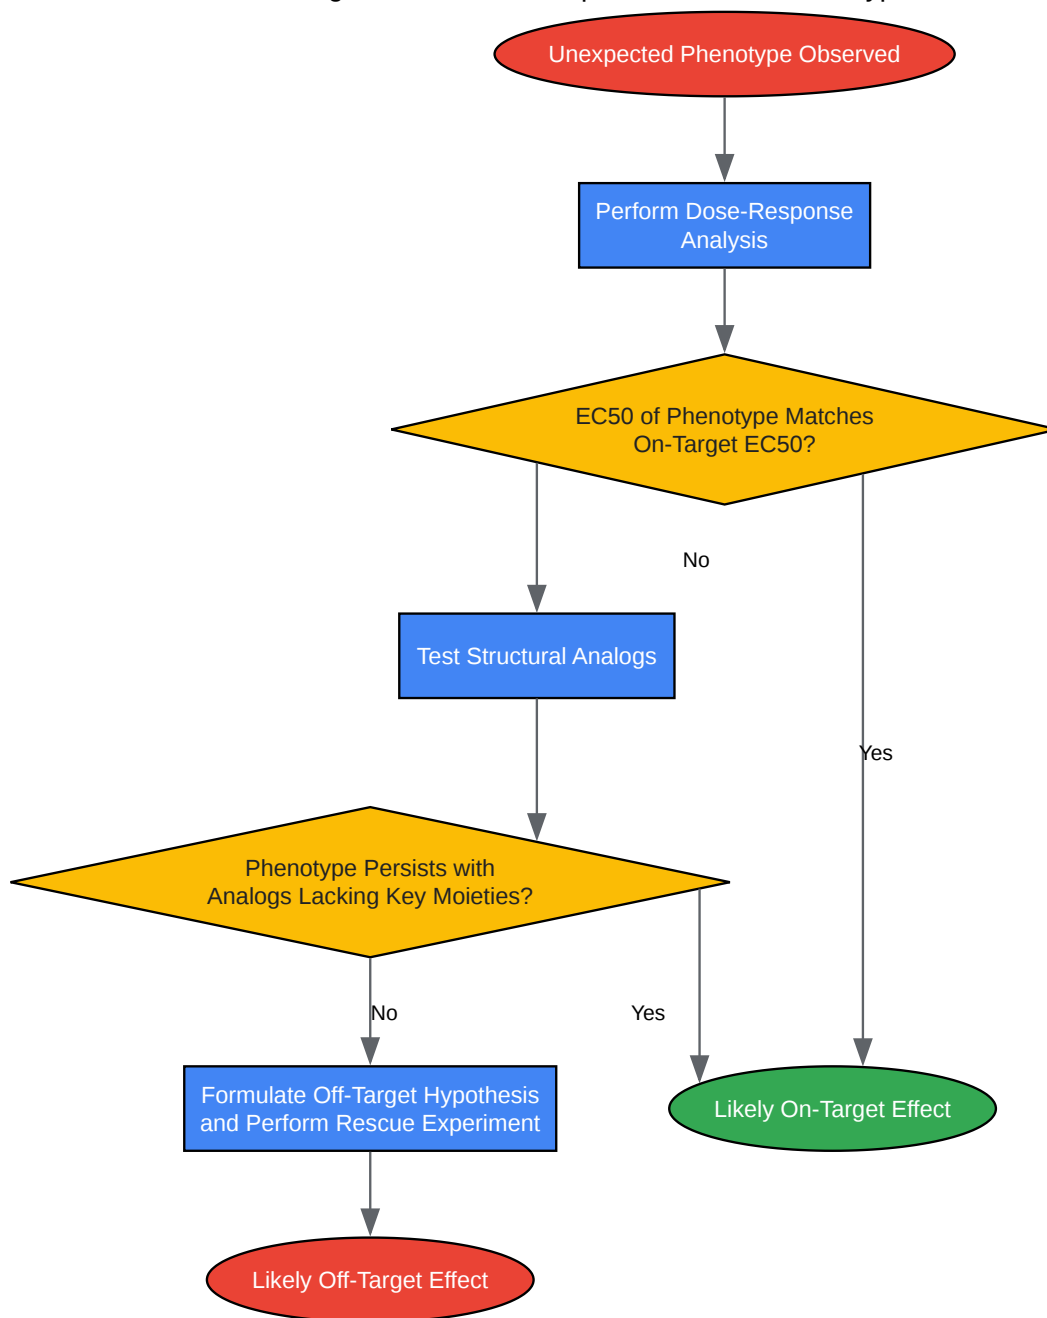 Unexpected Phenotype Observed
Perform Dose-Response
Analysis
EC50 of Phenotype Matches
On-Target EC50?
No
Test Structural Analogs
Yes
Phenotype Persists with
Analogs Lacking Key Moieties?
No
Yes
Formulate Off-Target Hypothesis
and Perform Rescue Experiment
Likely On-Target Effect
Likely Off-Target Effect